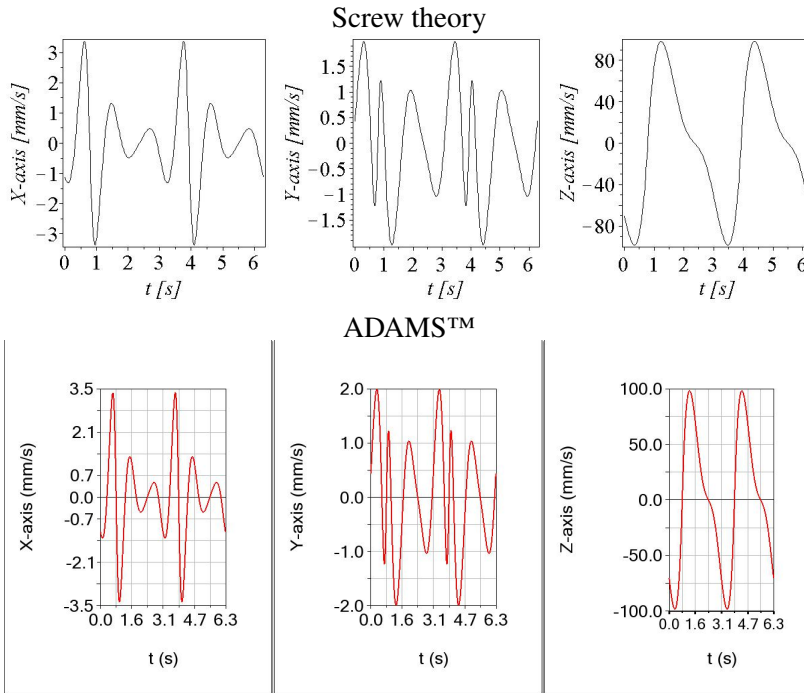 Screw theory
X-axis [mm/s]
3
2
1
0
−1
−2
−3
0 1 2 3 4 5 6
t [s]
Y-axis [mm/s]
1.5
1
0.5
0
−0.5
−1
−1.5
0 1 2 3 4 5 6
t [s]
Z-axis [mm/s]
80
40
0
−40
−80
0 1 2 3 4 5 6
t [s]
ADAMS™
X-axis (mm/s)
3.5
2.1
0.7
0.0
-0.7
-2.1
-3.5
0.0 1.6 3.1 4.7 6.3
t (s)
Y-axis (mm/s)
2.0
1.0
0.0
-1.0
-2.0
0.0 1.6 3.1 4.7 6.3
t (s)
Z-axis (mm/s)
100.0
50.0
0.0
-50.0
-100.0
0.0 1.6 3.1 4.7 6.3
t (s)